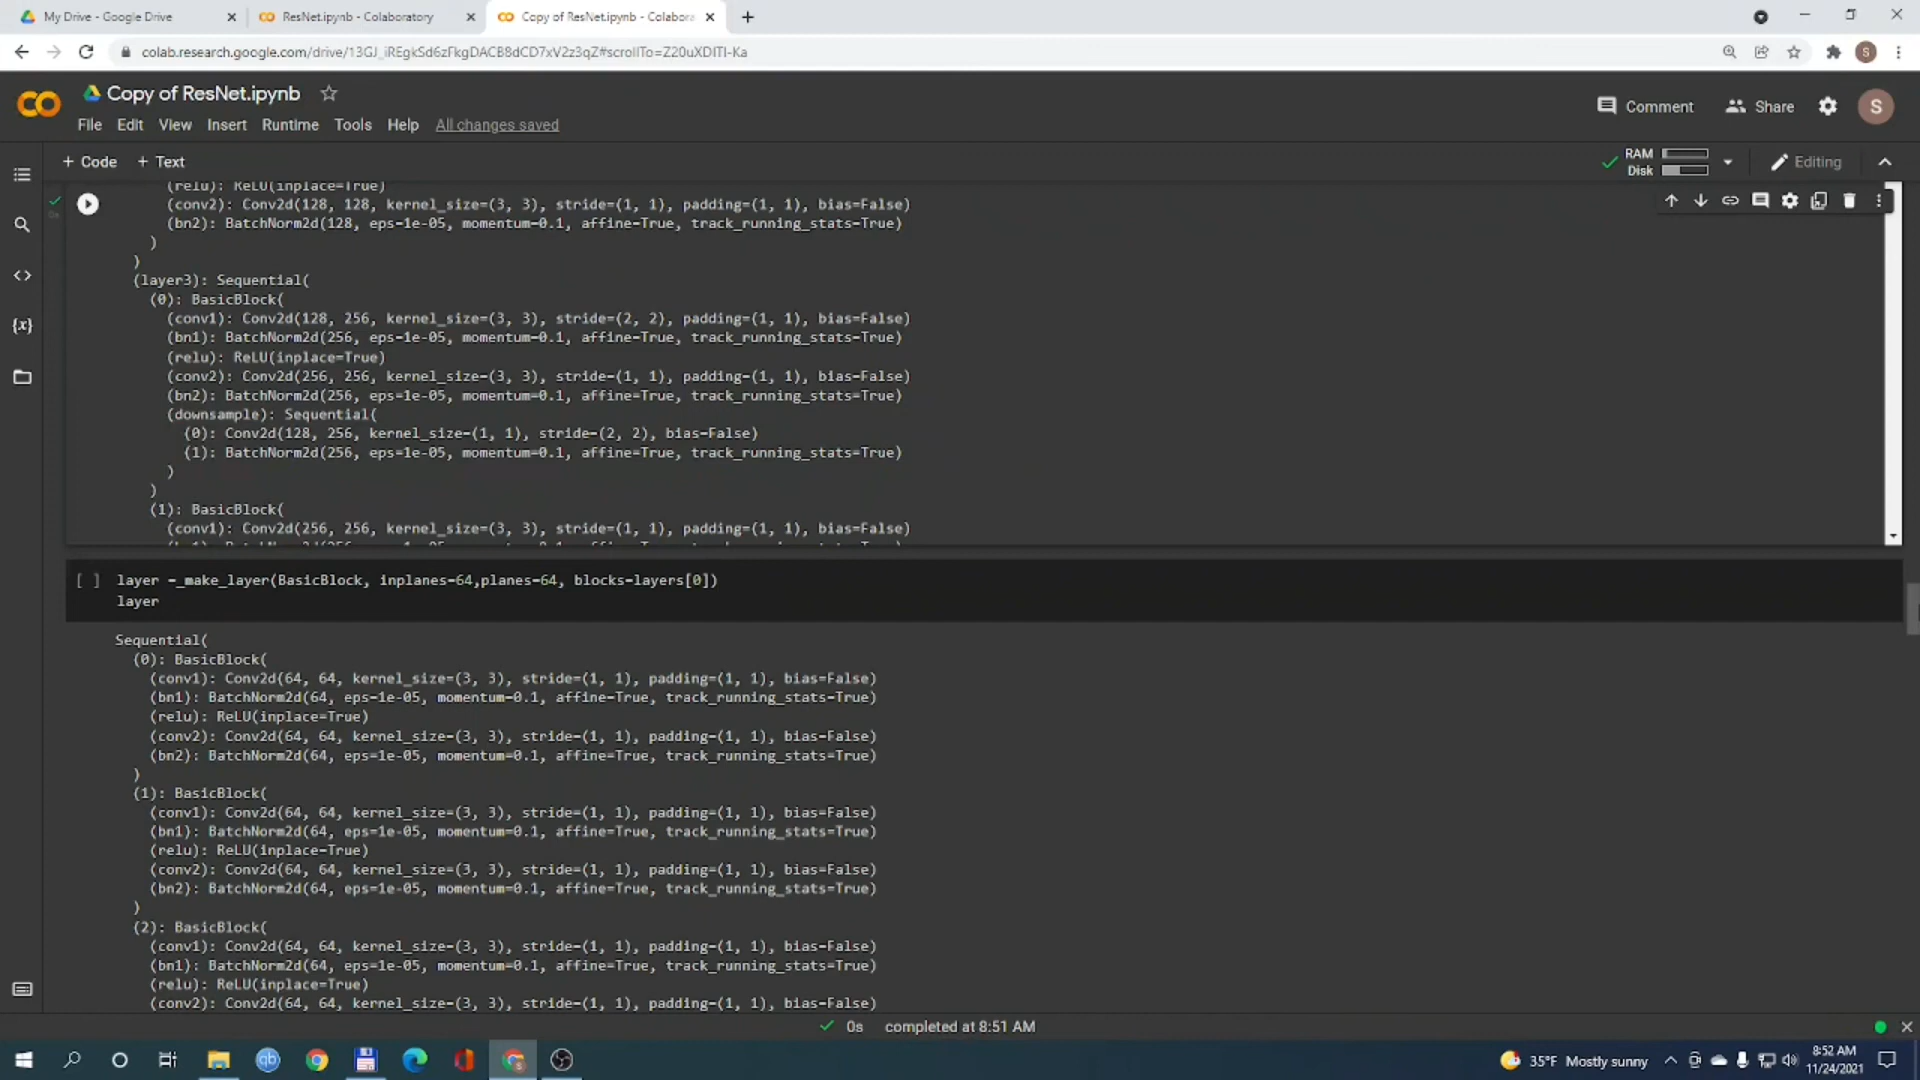 My Drive - Google Drive
ResNet.ipynb - Colaboratory
Copy of ResNet.ipynb - Colabora
colab.research.google.com/drive/13GJ_iREgkSd6zFkgDACB8dCD7xV2z3qZ#scrollTo=Z20uXDITl-Ka
S
CO Copy of ResNet.ipynb
Comment Share S
File Edit View Insert Runtime Tools Help All changes saved
+ Code + Text
RAM
Disk
Editing
(relu): ReLU(inplace=True)
(conv2): Conv2d(128, 128, kernel_size=(3, 3), stride=(1, 1), padding=(1, 1), bias=False)
(bn2): BatchNorm2d(128, eps=1e-05, momentum=0.1, affine=True, track_running_stats=True)
)
)
(layer3): Sequential(
(0): BasicBlock(
(conv1): Conv2d(128, 256, kernel_size=(3, 3), stride=(2, 2), padding=(1, 1), bias=False)
(bn1): BatchNorm2d(256, eps=1e-05, momentum=0.1, affine=True, track_running_stats=True)
(relu): ReLU(inplace=True)
(conv2): Conv2d(256, 256, kernel_size=(3, 3), stride=(1, 1), padding=(1, 1), bias=False)
(bn2): BatchNorm2d(256, eps=1e-05, momentum=0.1, affine=True, track_running_stats=True)
(downsample): Sequential(
(0): Conv2d(128, 256, kernel_size=(1, 1), stride=(2, 2), bias=False)
(1): BatchNorm2d(256, eps=1e-05, momentum=0.1, affine=True, track_running_stats=True)
)
)
(1): BasicBlock(
(conv1): Conv2d(256, 256, kernel_size=(3, 3), stride=(1, 1), padding=(1, 1), bias=False)
[ ] layer =_make_layer(BasicBlock, inplanes=64,planes=64, blocks=layers[0])
layer
Sequential(
(0): BasicBlock(
(conv1): Conv2d(64, 64, kernel_size=(3, 3), stride=(1, 1), padding=(1, 1), bias=False)
(bn1): BatchNorm2d(64, eps=1e-05, momentum=0.1, affine=True, track_running_stats=True)
(relu): ReLU(inplace=True)
(conv2): Conv2d(64, 64, kernel_size=(3, 3), stride=(1, 1), padding=(1, 1), bias=False)
(bn2): BatchNorm2d(64, eps=1e-05, momentum=0.1, affine=True, track_running_stats=True)
)
(1): BasicBlock(
(conv1): Conv2d(64, 64, kernel_size=(3, 3), stride=(1, 1), padding=(1, 1), bias=False)
(bn1): BatchNorm2d(64, eps=1e-05, momentum=0.1, affine=True, track_running_stats=True)
(relu): ReLU(inplace=True)
(conv2): Conv2d(64, 64, kernel_size=(3, 3), stride=(1, 1), padding=(1, 1), bias=False)
(bn2): BatchNorm2d(64, eps=1e-05, momentum=0.1, affine=True, track_running_stats=True)
)
(2): BasicBlock(
(conv1): Conv2d(64, 64, kernel_size=(3, 3), stride=(1, 1), padding=(1, 1), bias=False)
(bn1): BatchNorm2d(64, eps=1e-05, momentum=0.1, affine=True, track_running_stats=True)
(relu): ReLU(inplace=True)
(conv2): Conv2d(64, 64, kernel_size=(3, 3), stride=(1, 1), padding=(1, 1), bias=False)
0s completed at 8:51 AM
qb
35°F Mostly sunny
8:52 AM
11/24/2021